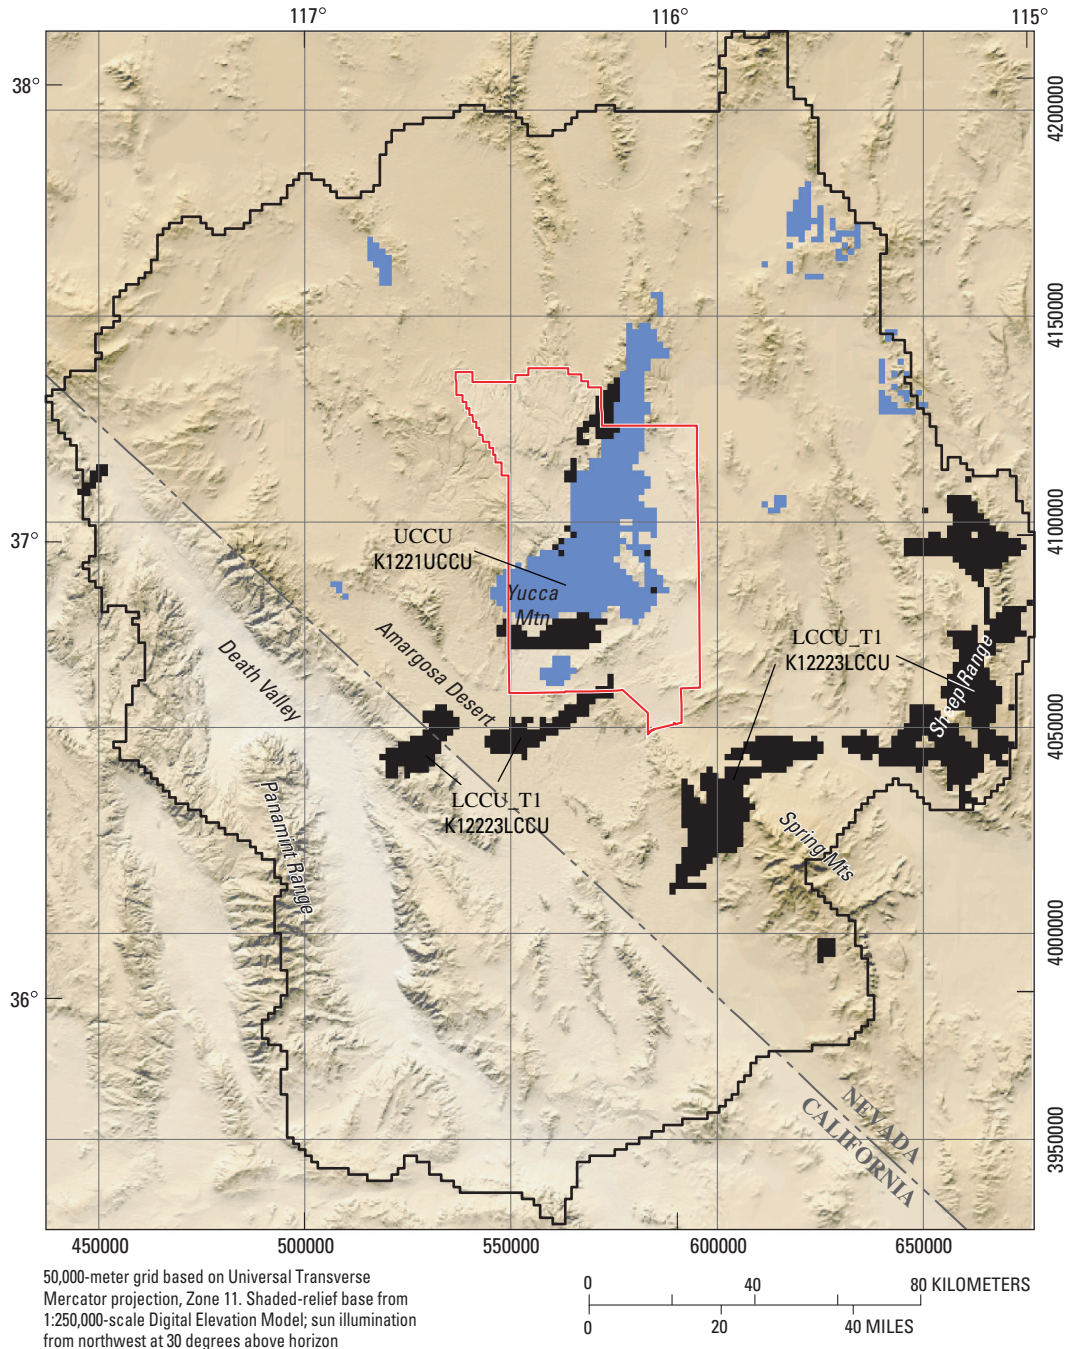 117°
116°
115°
38°
37°
36°
4200000
4150000
4100000
4050000
4000000
3950000
UCCU
K1221UCCU
Yucca
Mtn
LCCU_T1
K12223LCCU
Sheep Range
Death Valley
Amargosa Desert
LCCU_T1
K12223LCCU
Panamint Range
Spring Mts
NEVADA
CALIFORNIA
450000
500000
550000
600000
650000
50,000-meter grid based on Universal Transverse
Mercator projection, Zone 11. Shaded-relief base from
1:250,000-scale Digital Elevation Model; sun illumination
from northwest at 30 degrees above horizon
0 40 80 KILOMETERS
0 20 40 MILES